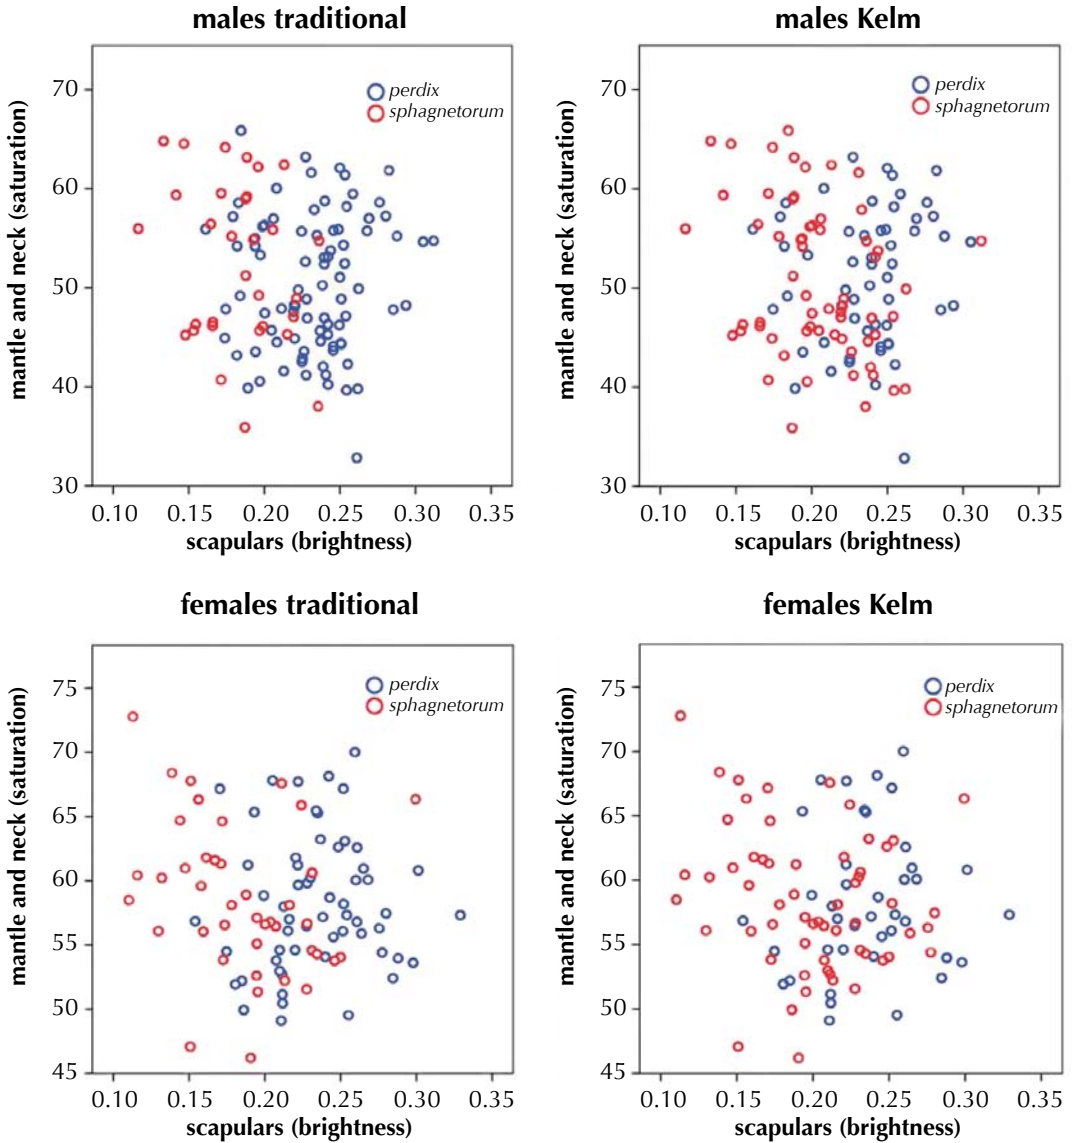 males traditional
mantle and neck (saturation)
70
60
50
40
30
perdix
sphagnetorum
0.10 0.15 0.20 0.25 0.30 0.35
scapulars (brightness)
males Kelm
mantle and neck (saturation)
70
60
50
40
30
perdix
sphagnetorum
0.10 0.15 0.20 0.25 0.30 0.35
scapulars (brightness)
females traditional
mantle and neck (saturation)
75
70
65
60
55
50
45
perdix
sphagnetorum
0.10 0.15 0.20 0.25 0.30 0.35
scapulars (brightness)
females Kelm
mantle and neck (saturation)
75
70
65
60
55
50
45
perdix
sphagnetorum
0.10 0.15 0.20 0.25 0.30 0.35
scapulars (brightness)